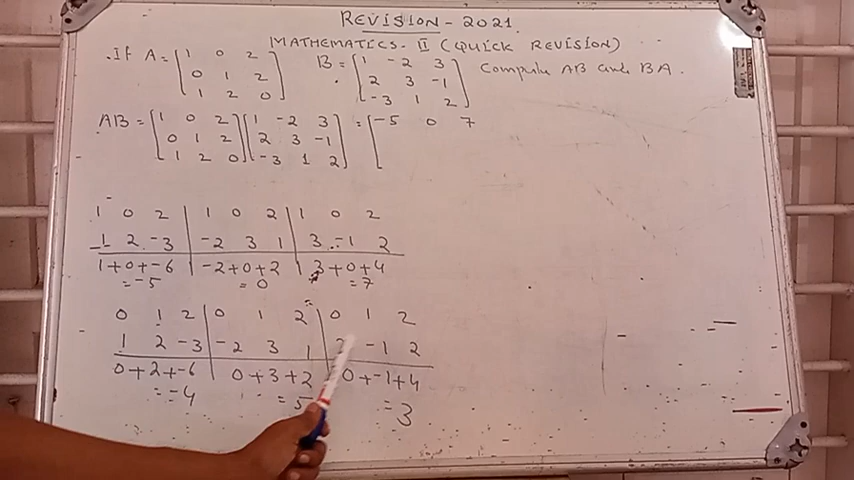 REVISION - 2021
MATHEMATICS - II (QUICK REVISION)
.If A = [1 0 2 B = [1 -2 3] Compute AB and BA.
0 1 2 2 3 -1
1 2 0] -3 1 2]
AB = [1 0 2] [1 -2 3] = [-5 0 7
0 1 2 2 3 -1
1 2 0] -3 1 2]
1 0 2 | 1 0 2 | 1 0 2
1 2 -3 | -2 3 1 | 3 -1 2
1+0+-6 | -2+0+2 | 3+0+4
=-5 =0 =7
0 1 2 | 0 1 2 | 0 1 2
1 2 -3 | -2 3 1 | -1 2
0+2+-6 | 0+3+2 | 0+-1+4
=-4 =5 =3